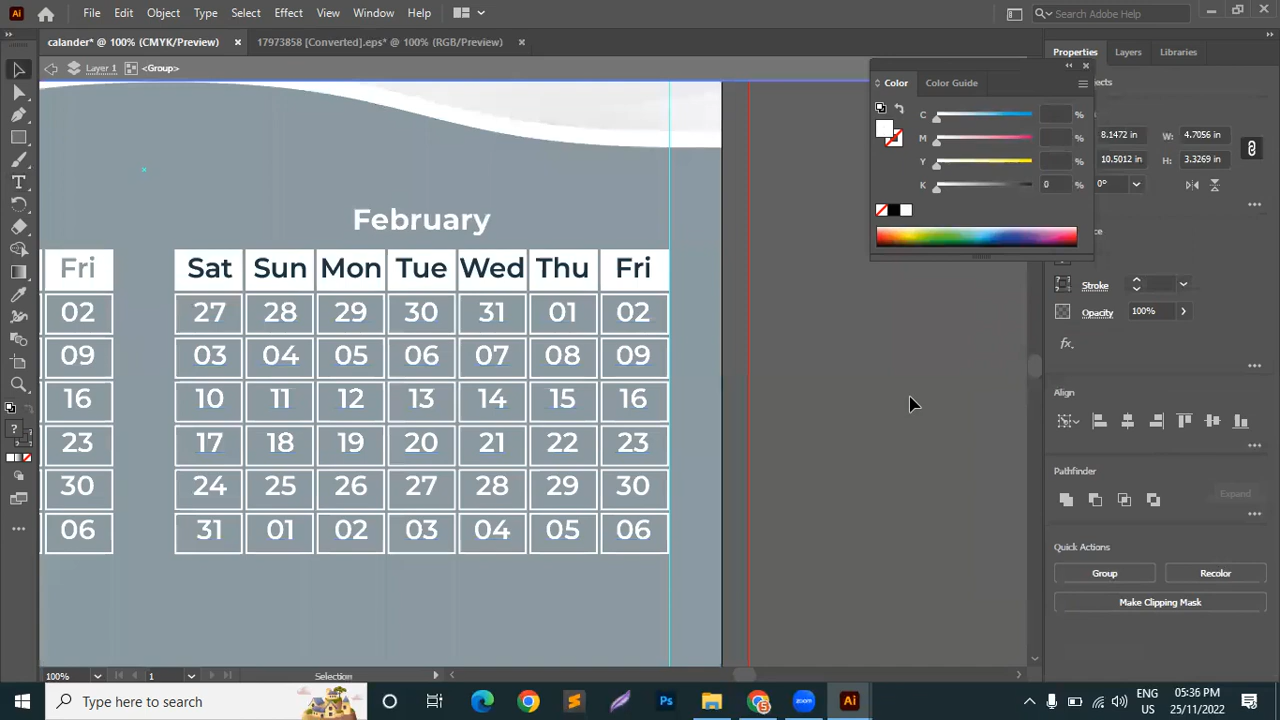 Ai File Edit Object Type Select Effect View Window Help Search Adobe Help
calander* @ 100% (CMYK/Preview) × 17973858 [Converted].eps* @ 100% (RGB/Preview) ×
Properties Layers Libraries
Layer 1 <Group>
Color Color Guide
C %
M %
Y %
K 0 %
8.1472 in W: 4.7056 in
10.5012 in H: 3.3269 in
0°
Stroke
Opacity 100%
fx.
Align
Pathfinder
Expand
Quick Actions
Group Recolor
Make Clipping Mask
February
Fri Sat Sun Mon Tue Wed Thu Fri
02 27 28 29 30 31 01 02
09 03 04 05 06 07 08 09
16 10 11 12 13 14 15 16
23 17 18 19 20 21 22 23
30 24 25 26 27 28 29 30
06 31 01 02 03 04 05 06
100% 1 Selection
Type here to search
Ps zoom Ai
ENG 05:36 PM
US 25/11/2022